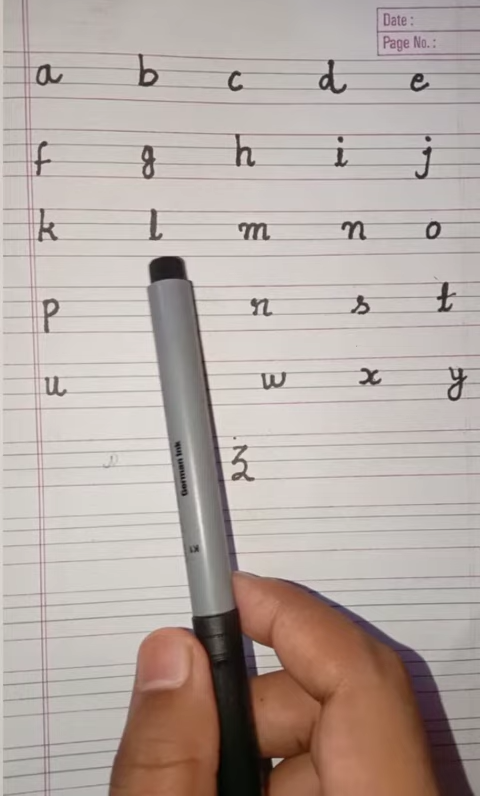 Date :
Page No. :
a b c d e
f g h i j
k l m n o
p r s t
u w x y
z
German Ink